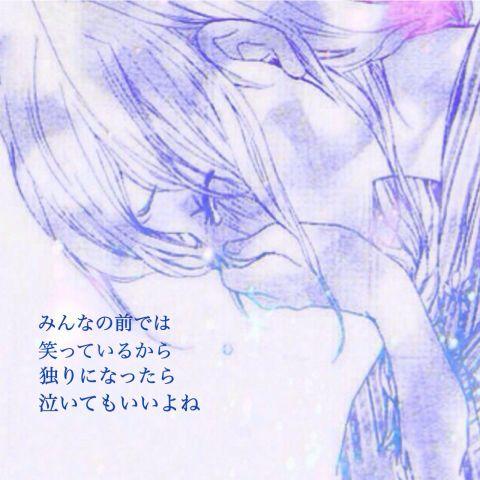 みんなの前では
笑っているから
独りになったら
泣いてもいいよね